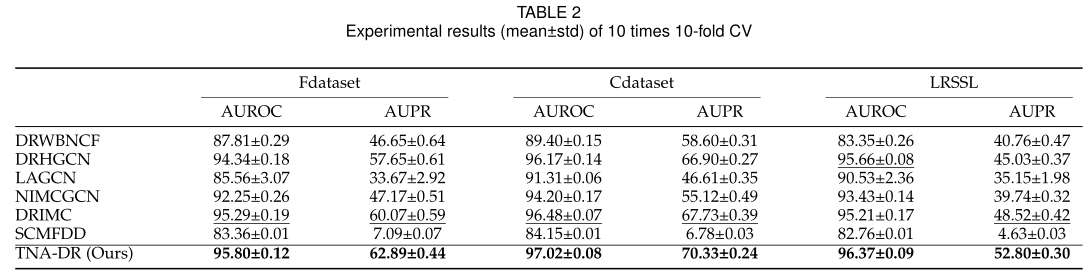 TABLE 2
Experimental results (mean±std) of 10 times 10-fold CV
Fdataset Cdataset LRSSL
AUROC AUPR AUROC AUPR AUROC AUPR
DRWBNCF 87.81±0.29 46.65±0.64 89.40±0.15 58.60±0.31 83.35±0.26 40.76±0.47
DRHGCN 94.34±0.18 57.65±0.61 96.17±0.14 66.90±0.27 95.66±0.08 45.03±0.37
LAGCN 85.56±3.07 33.67±2.92 91.31±0.06 46.61±0.35 90.53±2.36 35.15±1.98
NIMCGCN 92.25±0.26 47.17±0.51 94.20±0.17 55.12±0.49 93.43±0.14 39.74±0.32
DRIMC 95.29±0.19 60.07±0.59 96.48±0.07 67.73±0.39 95.21±0.17 48.52±0.42
SCMFDD 83.36±0.01 7.09±0.07 84.15±0.01 6.78±0.03 82.76±0.01 4.63±0.03
TNA-DR (Ours) 95.80±0.12 62.89±0.44 97.02±0.08 70.33±0.24 96.37±0.09 52.80±0.30